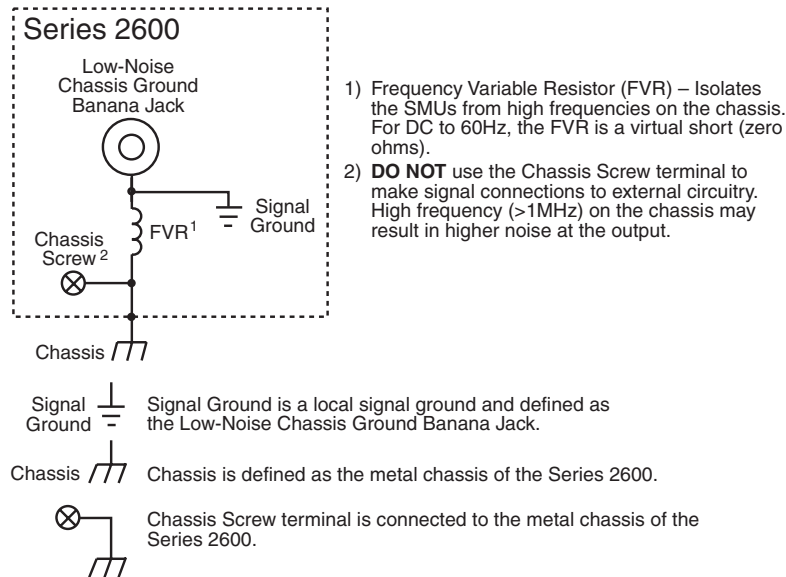 Series 2600
Low-Noise
Chassis Ground
Banana Jack
Signal
Ground
FVR1
Chassis
Screw 2
Chassis
1) Frequency Variable Resistor (FVR) – Isolates
the SMUs from high frequencies on the chassis.
For DC to 60Hz, the FVR is a virtual short (zero
ohms).
2) DO NOT use the Chassis Screw terminal to
make signal connections to external circuitry.
High frequency (>1MHz) on the chassis may
result in higher noise at the output.
Signal
Ground
Signal Ground is a local signal ground and defined as
the Low-Noise Chassis Ground Banana Jack.
Chassis
Chassis is defined as the metal chassis of the Series 2600.
Chassis Screw terminal is connected to the metal chassis of the
Series 2600.